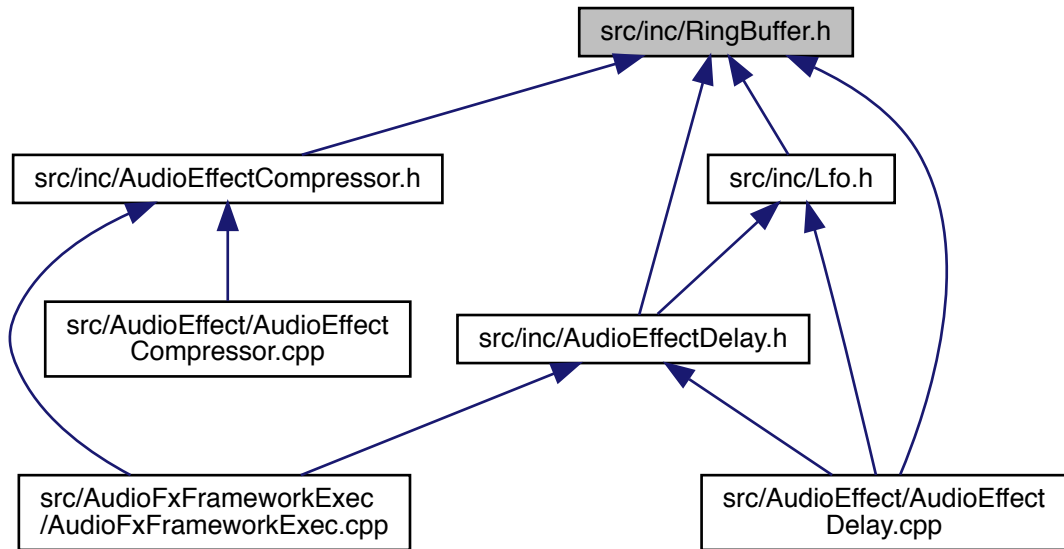 src/inc/RingBuffer.h
src/inc/AudioEffectCompressor.h
src/inc/Lfo.h
src/AudioEffect/AudioEffect
Compressor.cpp
src/inc/AudioEffectDelay.h
src/AudioFxFrameworkExec
/AudioFxFrameworkExec.cpp
src/AudioEffect/AudioEffect
Delay.cpp